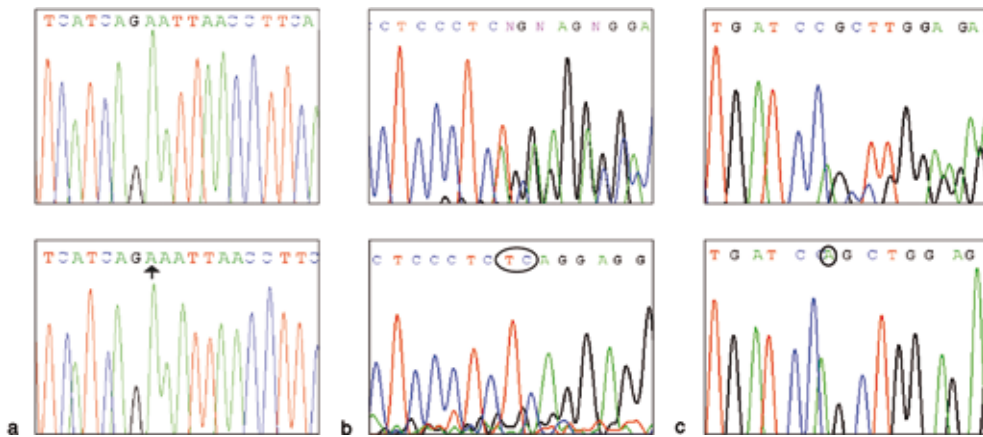 TCATCAGAATTAACCTTCA
CTCCCTCNGNAGNGGA
TGATCCGCTTGGAGA
TCATCAGAAATTAACCTTC
CTCCCTCTCAGGAGG
TGATCCAGCTGGAG
a
b
c